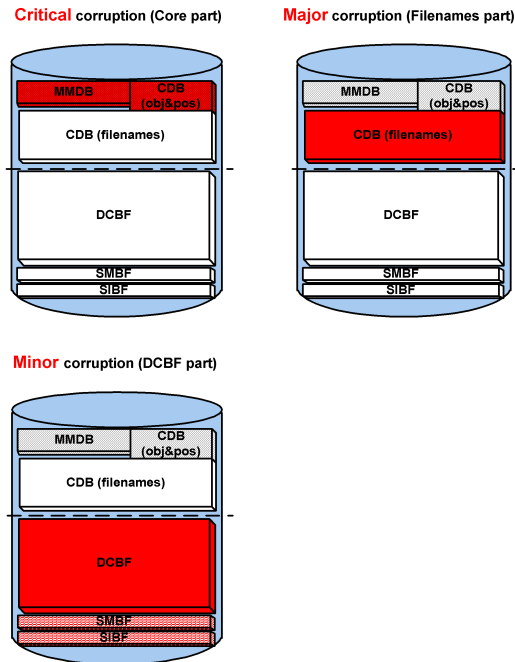 Critical corruption (Core part)
MMDB
CDB
(obj&pos)
CDB (filenames)
DCBF
SMBF
SIBF
Major corruption (Filenames part)
MMDB
CDB
(obj&pos)
CDB (filenames)
DCBF
SMBF
SIBF
Minor corruption (DCBF part)
MMDB
CDB
(obj&pos)
CDB (filenames)
DCBF
SMBF
SIBF